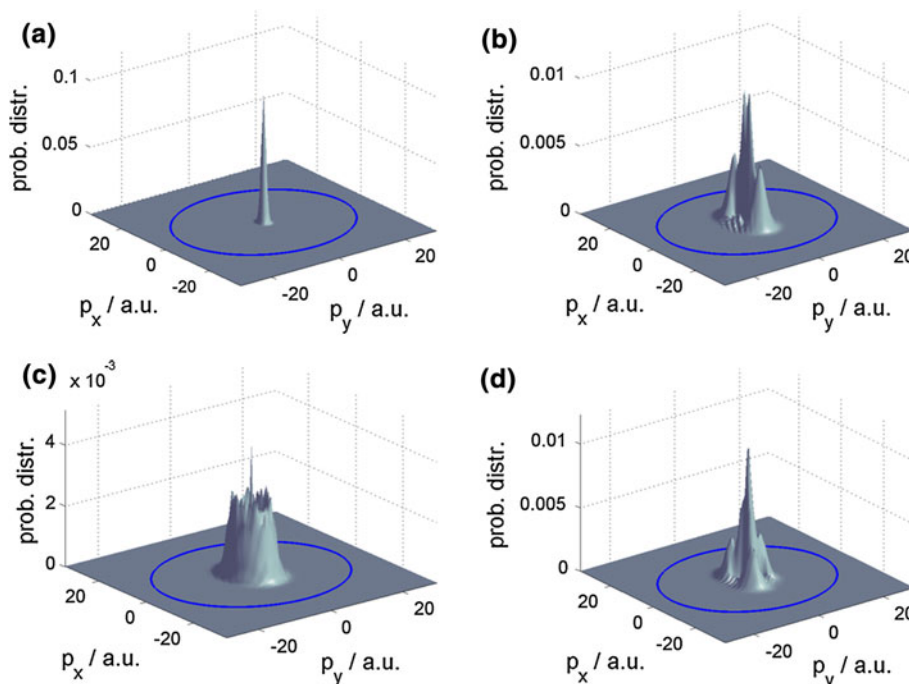 (a)
prob. distr.
0.1
0.05
0
20
0
-20
p_x / a.u.
-20
0
20
p_y / a.u.
(b)
prob. distr.
0.01
0.005
0
20
0
-20
p_x / a.u.
-20
0
20
p_y / a.u.
(c)
x 10^-3
prob. distr.
4
2
0
20
0
-20
p_x / a.u.
-20
0
20
p_y / a.u.
(d)
prob. distr.
0.01
0.005
0
20
0
-20
p_x / a.u.
-20
0
20
p_y / a.u.